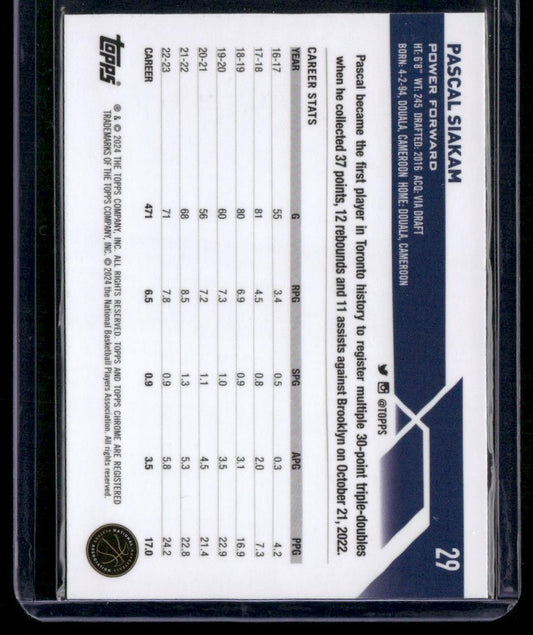 PASCAL SIAKAM
29
POWER FORWARD
HT: 6'8" WT: 245 DRAFTED: 2016 ACQ: VIA DRAFT
BORN: 4-2-94, DOUALA, CAMEROON HOME: DOUALA, CAMEROON
@TOPPS
Pascal became the first player in Toronto history to register multiple 30-point triple-doubles
when he collected 37 points, 12 rebounds and 11 assists against Brooklyn on October 21, 2022.
CAREER STATS
YEAR G RPG SPG APG PPG
16-17 55 3.4 0.5 0.3 4.2
17-18 81 4.5 0.8 2.0 7.3
18-19 80 6.9 0.9 3.1 16.9
19-20 60 7.3 1.0 3.5 22.9
20-21 56 7.2 1.1 4.5 21.4
21-22 68 8.5 1.3 5.3 22.8
22-23 71 7.8 0.9 5.8 24.2
CAREER 471 6.5 0.9 3.5 17.0
topps
® & © 2024 THE TOPPS COMPANY, INC. ALL RIGHTS RESERVED. TOPPS AND TOPPS CHROME ARE REGISTERED
TRADEMARKS OF THE TOPPS COMPANY, INC. © 2024 the National Basketball Players Association. All rights reserved.